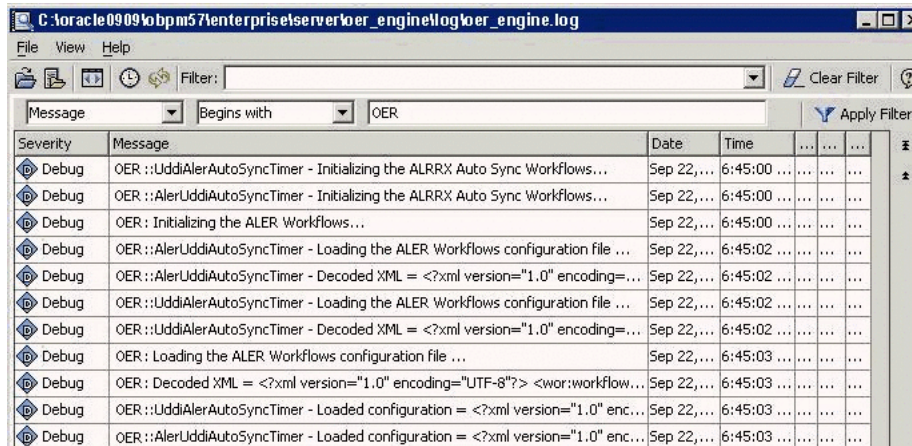 C:\oracle0909\obpm57\enterprise\server\oer_engine\log\oer_engine.log
File View Help
Filter: Clear Filter
Message Begins with OER Apply Filter
Severity Message Date Time ... ... ...
Debug OER ::UddiAlerAutoSyncTimer - Initializing the ALRRX Auto Sync Workflows... Sep 22,... 6:45:00 ... ... ... ...
Debug OER ::AlerUddiAutoSyncTimer - Initializing the ALRRX Auto Sync Workflows... Sep 22,... 6:45:00 ... ... ... ...
Debug OER : Initializing the ALER Workflows... Sep 22,... 6:45:00 ... ... ... ...
Debug OER ::AlerUddiAutoSyncTimer - Loading the ALER Workflows configuration file ... Sep 22,... 6:45:02 ... ... ... ...
Debug OER ::AlerUddiAutoSyncTimer - Decoded XML = <?xml version="1.0" encoding=... Sep 22,... 6:45:02 ... ... ... ...
Debug OER ::UddiAlerAutoSyncTimer - Loading the ALER Workflows configuration file ... Sep 22,... 6:45:02 ... ... ... ...
Debug OER ::UddiAlerAutoSyncTimer - Decoded XML = <?xml version="1.0" encoding=... Sep 22,... 6:45:02 ... ... ... ...
Debug OER : Loading the ALER Workflows configuration file ... Sep 22,... 6:45:03 ... ... ... ...
Debug OER : Decoded XML = <?xml version="1.0" encoding="UTF-8"?> <wor:workflow... Sep 22,... 6:45:03 ... ... ... ...
Debug OER ::UddiAlerAutoSyncTimer - Loaded configuration = <?xml version="1.0" enc... Sep 22,... 6:45:03 ... ... ... ...
Debug OER ::AlerUddiAutoSyncTimer - Loaded configuration = <?xml version="1.0" enc... Sep 22,... 6:45:03 ... ... ... ...